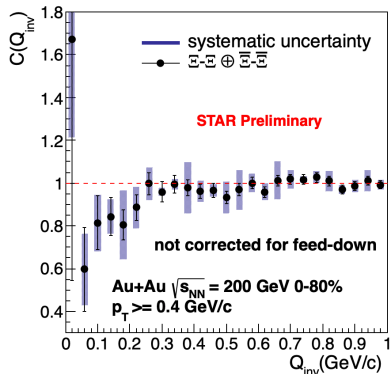 C(Q_inv)
1.8
1.6
1.4
1.2
1
0.8
0.6
0.4
systematic uncertainty
Ξ-Ξ ⊕ Ξ̅-Ξ̅
STAR Preliminary
not corrected for feed-down
Au+Au √s_NN = 200 GeV 0-80%
p_T >= 0.4 GeV/c
0 0.1 0.2 0.3 0.4 0.5 0.6 0.7 0.8 0.9 1
Q_inv(GeV/c)